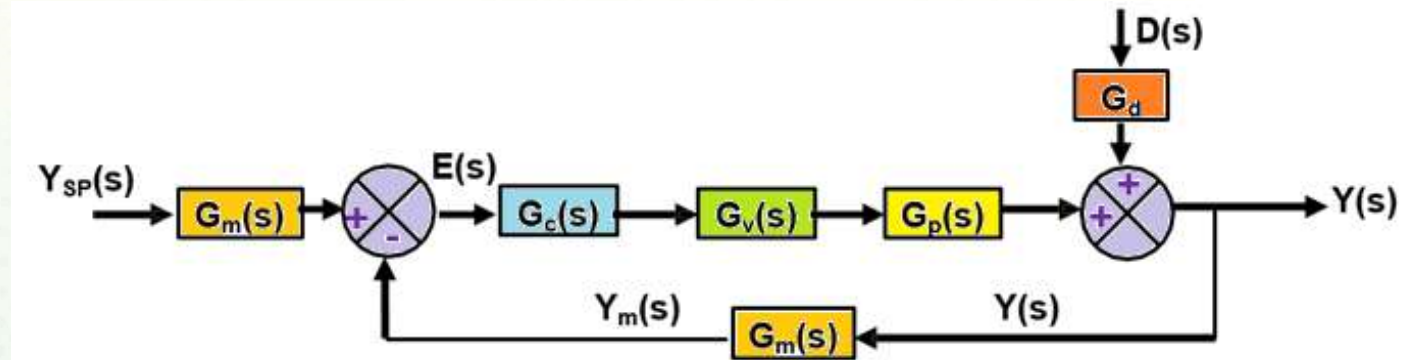 D(s)
G_d
Y_SP(s)
G_m(s)
+
-
E(s)
G_c(s)
G_v(s)
G_p(s)
+
+
Y(s)
Y_m(s)
G_m(s)
Y(s)